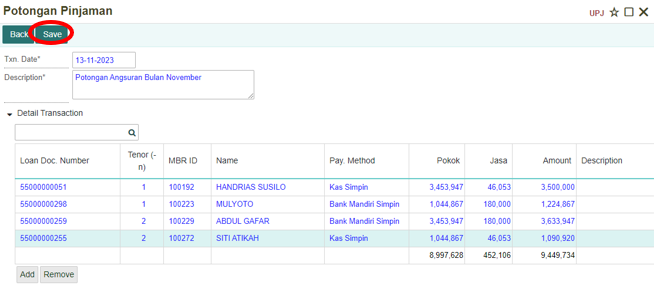 Potongan Pinjaman
UPJ
Back Save
Txn. Date* 13-11-2023
Description* Potongan Angsuran Bulan November
Detail Transaction
Loan Doc. Number Tenor (-n) MBR ID Name Pay. Method Pokok Jasa Amount Description
55000000051 1 100192 HANDRIAS SUSILO Kas Simpin 3,453,947 46,053 3,500,000
55000000298 1 100223 MULYOTO Bank Mandiri Simpin 1,044,867 180,000 1,224,867
55000000259 2 100229 ABDUL GAFAR Bank Mandiri Simpin 3,453,947 180,000 3,633,947
55000000255 2 100272 SITI ATIKAH Kas Simpin 1,044,867 46,053 1,090,920
8,997,628 452,106 9,449,734
Add Remove